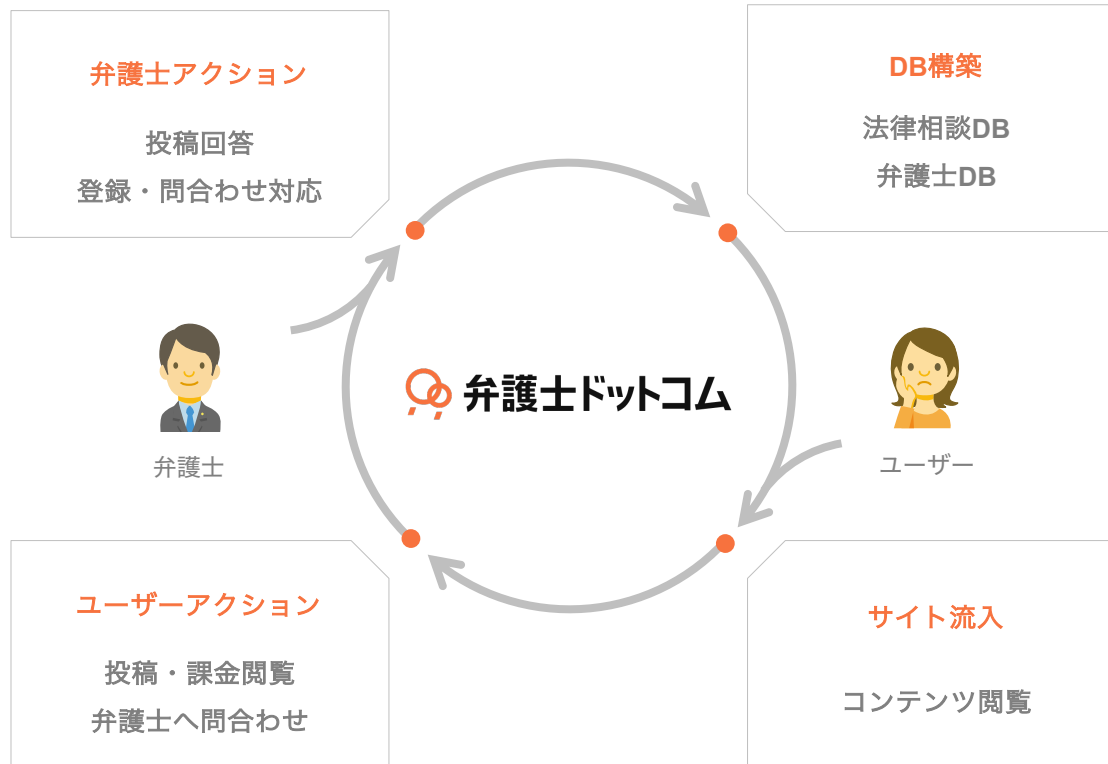 弁護士アクション
投稿回答
登録・問合わせ対応
DB構築
法律相談DB
弁護士DB
弁護士ドットコム
弁護士
ユーザー
ユーザーアクション
投稿・課金閲覧
弁護士へ問合わせ
サイト流入
コンテンツ閲覧